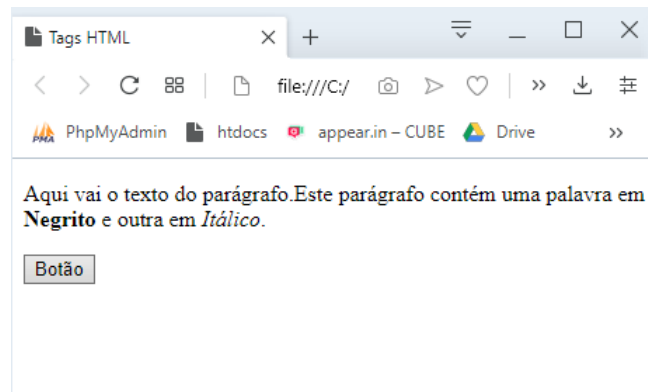 Tags HTML
file:///C:/
PMA PhpMyAdmin htdocs appear.in – CUBE Drive
Aqui vai o texto do parágrafo.Este parágrafo contém uma palavra em
Negrito e outra em Itálico.
Botão